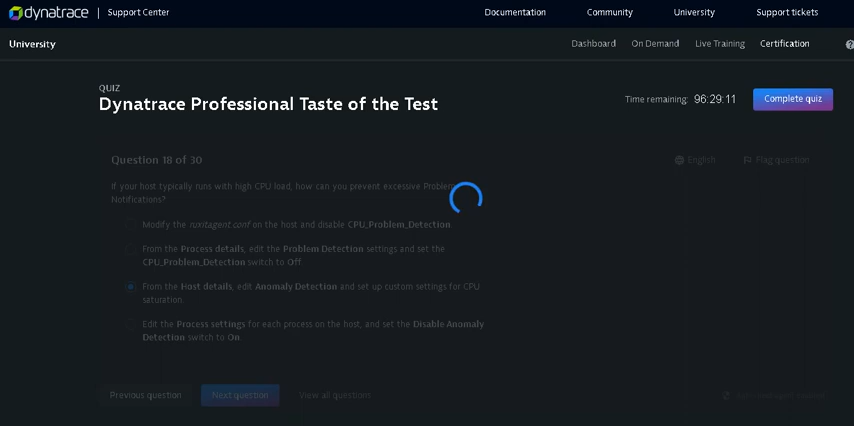 dynatrace | Support Center Documentation Community University Support tickets
University Dashboard On Demand Live Training Certification
QUIZ
Dynatrace Professional Taste of the Test
Time remaining: 96:29:11 Complete quiz
Question 18 of 30 English Flag question
If your host typically runs with high CPU load, how can you prevent excessive Problem
Notifications?
Modify the ruxitagent.conf on the host and disable CPU_Problem_Detection.
From the Process details, edit the Problem Detection settings and set the
CPU_Problem_Detection switch to Off.
From the Host details, edit Anomaly Detection and set up custom settings for CPU
saturation.
Edit the Process settings for each process on the host, and set the Disable Anomaly
Detection switch to On.
Previous question Next question View all questions